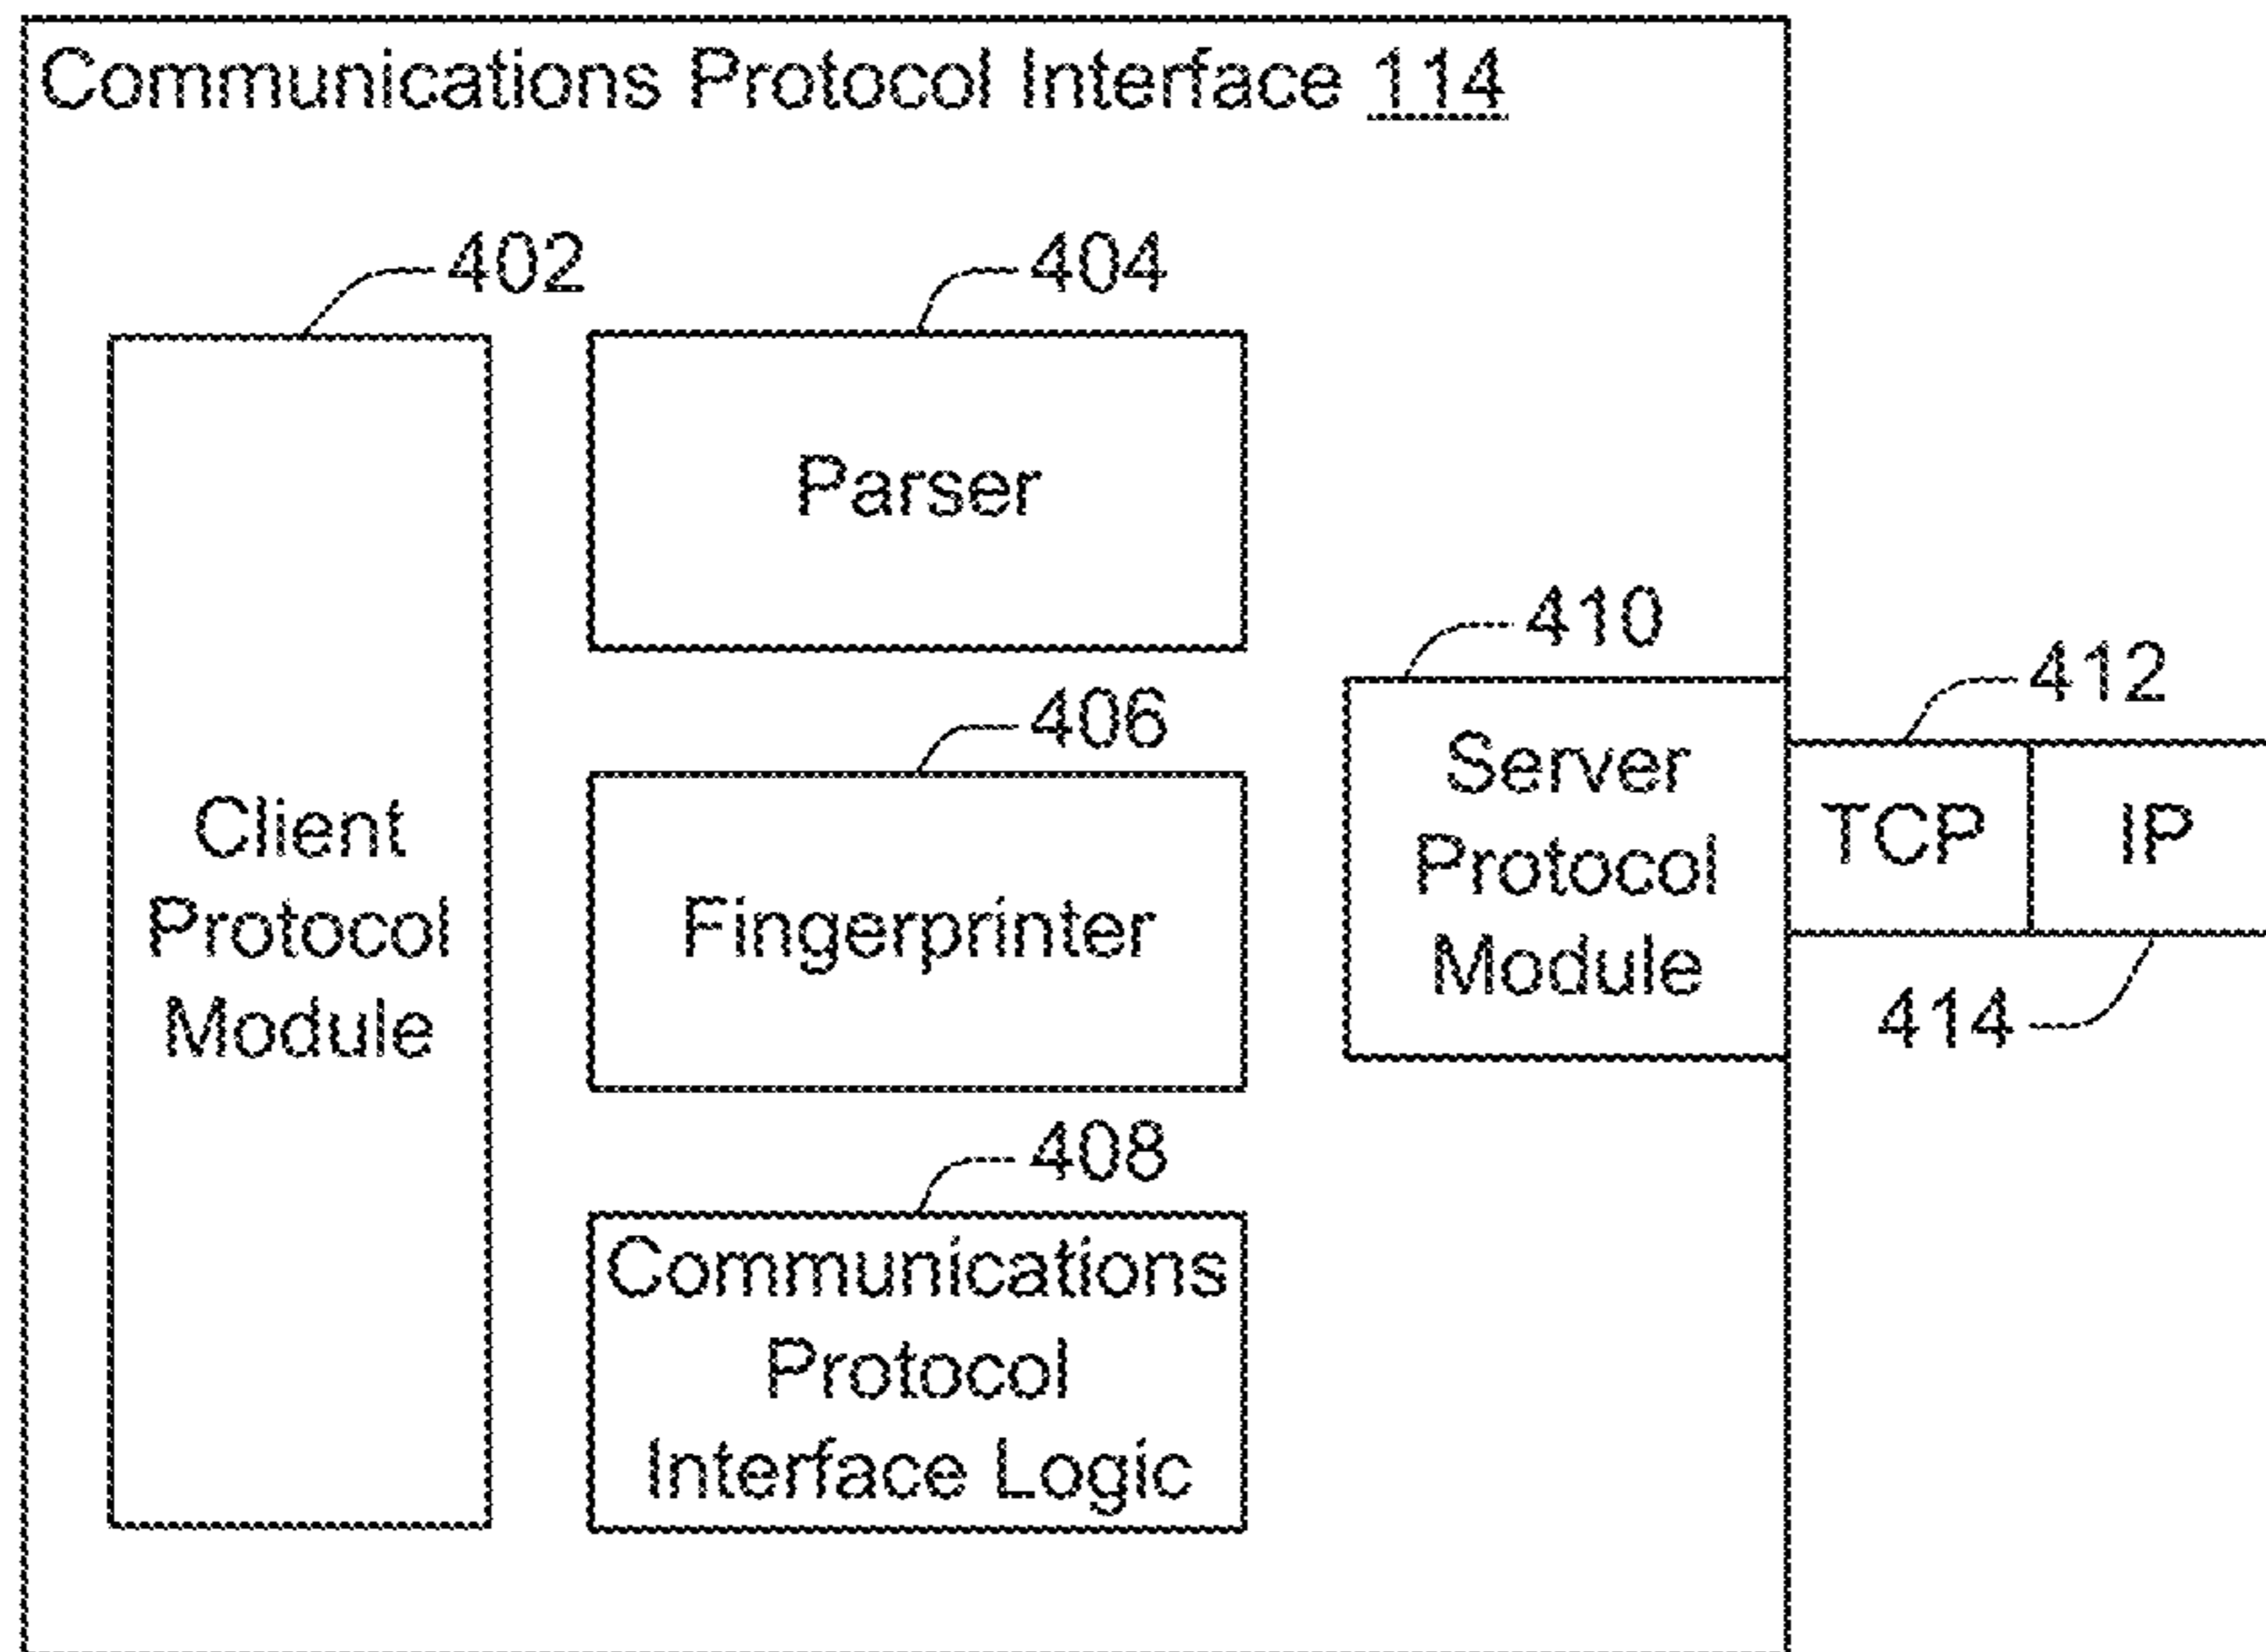 Communications Protocol Interface 114
402
404
Parser
410
412
406
Client
Protocol
Module
Fingerprinter
Server
Protocol
Module
TCP
IP
414
408
Communications
Protocol
Interface Logic